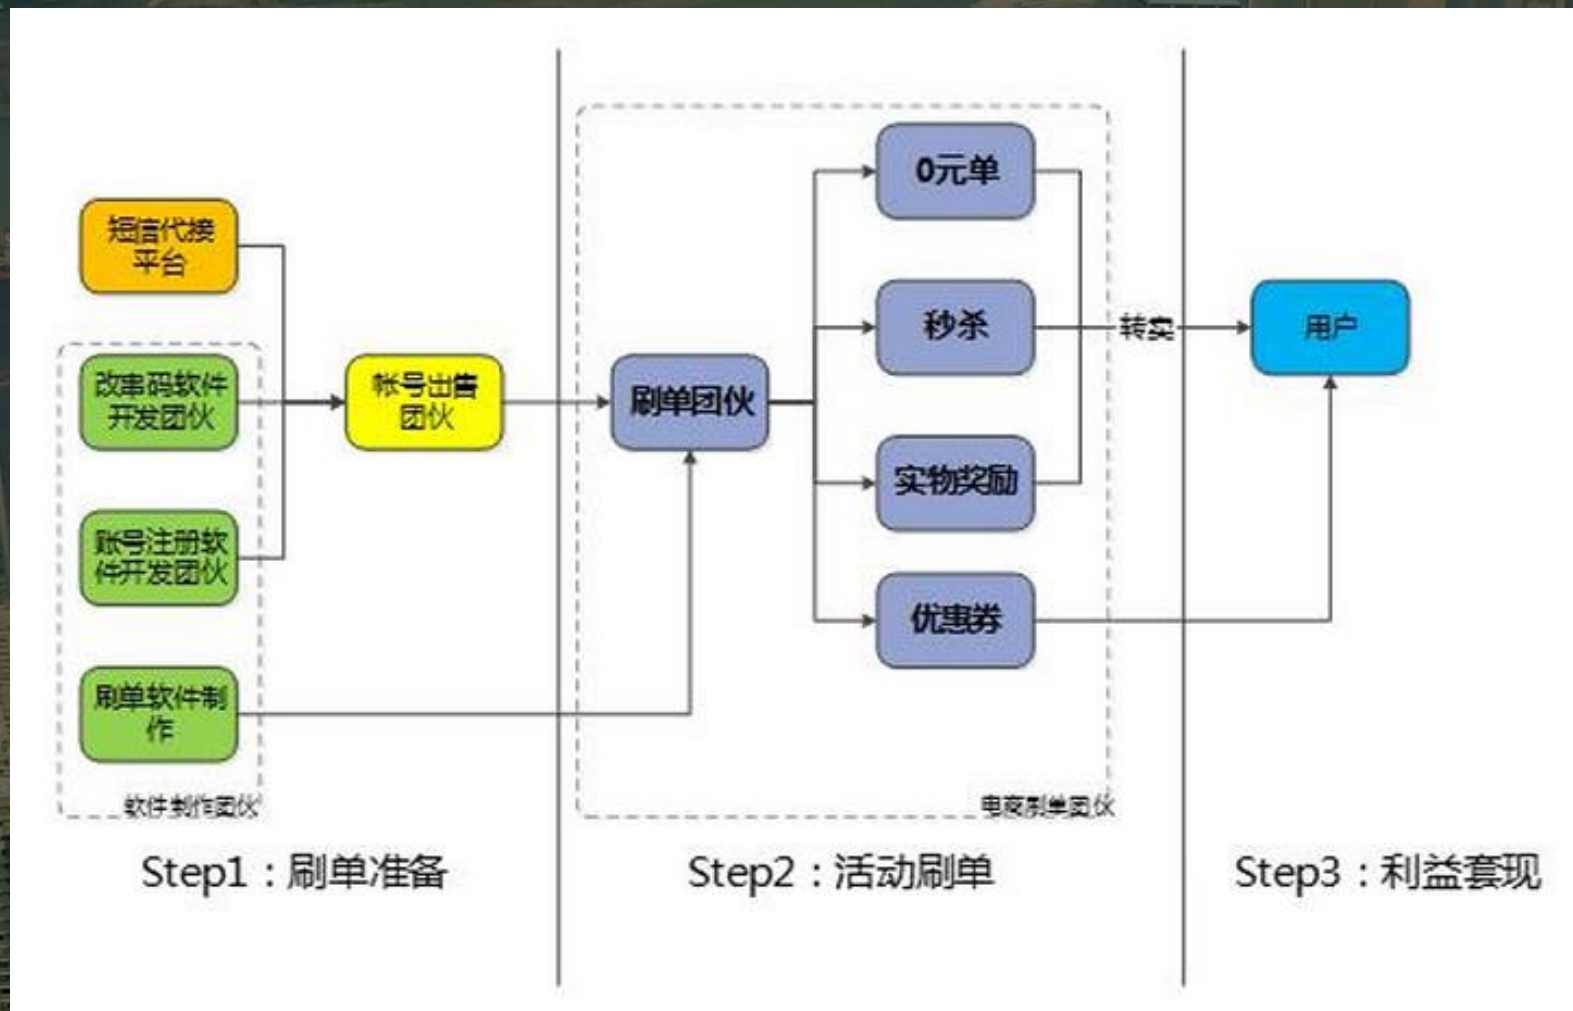 短信代接
平台
改串码软件
开发团伙
账号注册软
件开发团伙
刷单软件制
作
软件制作团伙
帐号出售
团伙
刷单团伙
0元单
秒杀
实物奖励
优惠券
电商刷单团伙
转卖
用户
Step1：刷单准备
Step2：活动刷单
Step3：利益套现